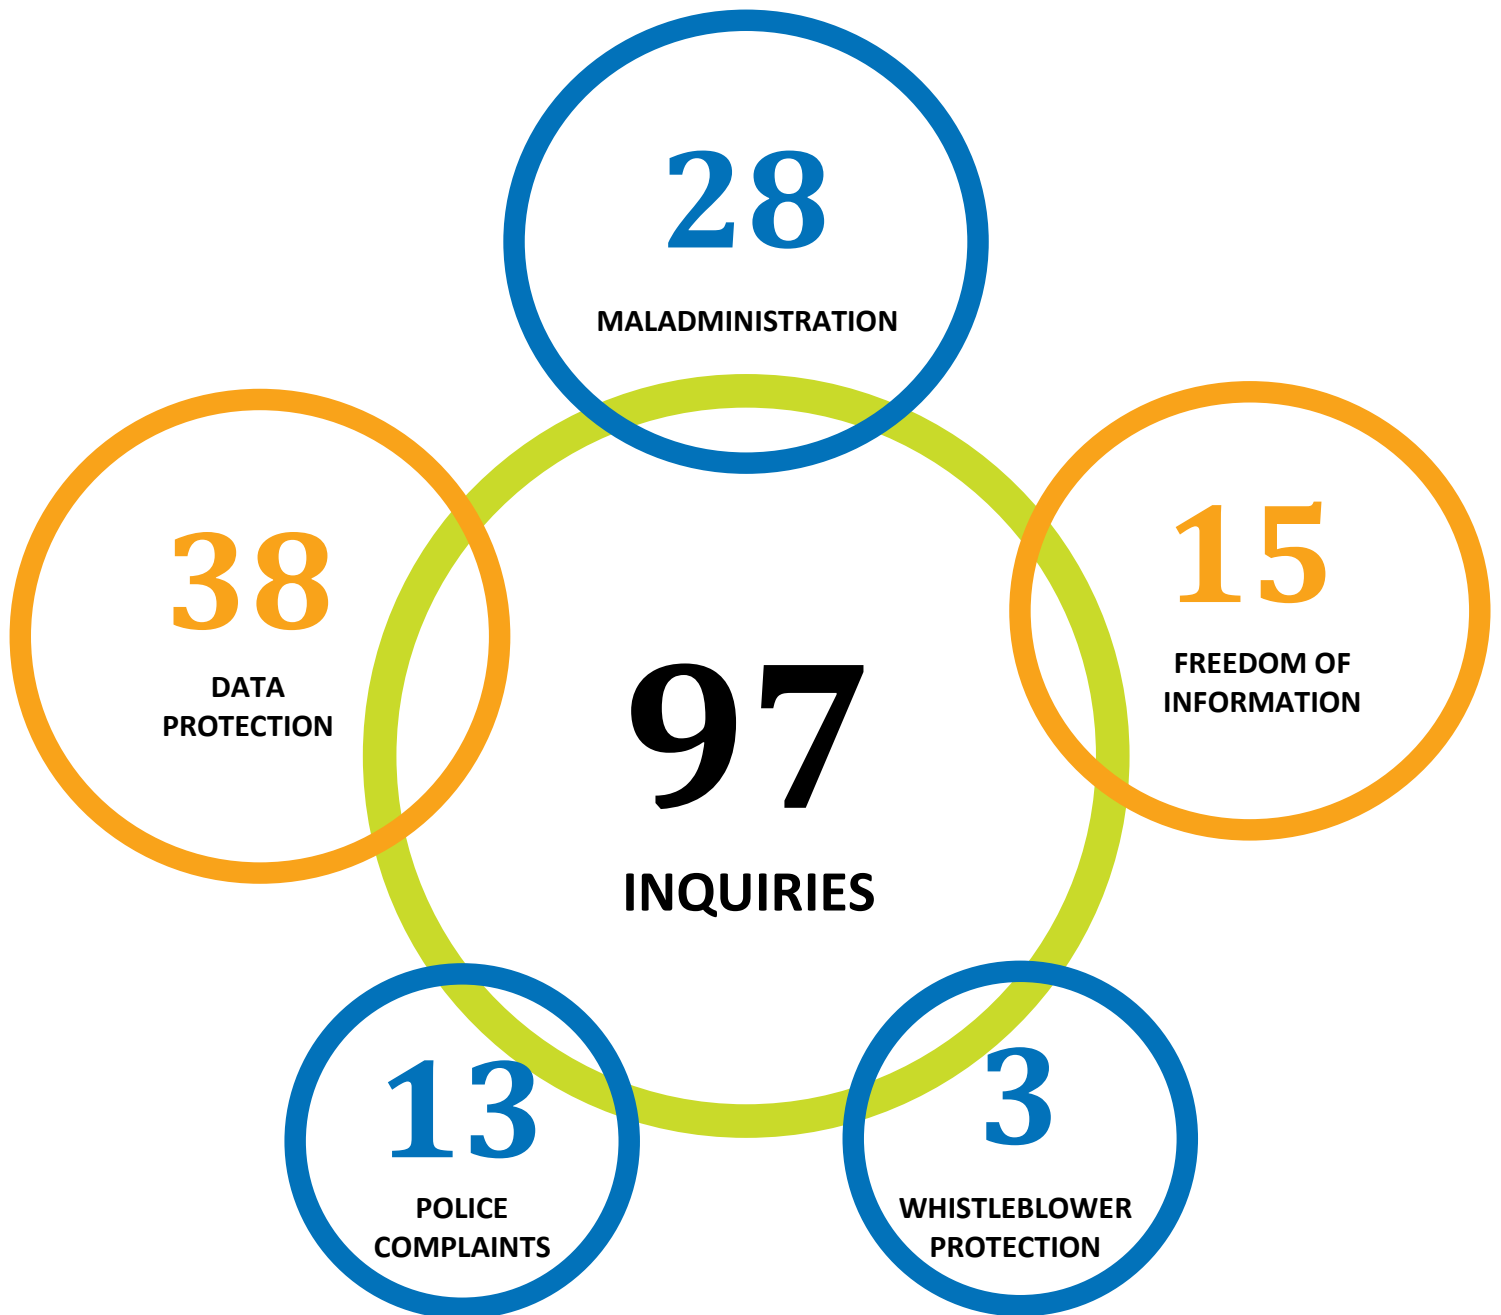 28
MALADMINISTRATION
38
DATA
PROTECTION
15
FREEDOM OF
INFORMATION
97
INQUIRIES
13
POLICE
COMPLAINTS
3
WHISTLEBLOWER
PROTECTION